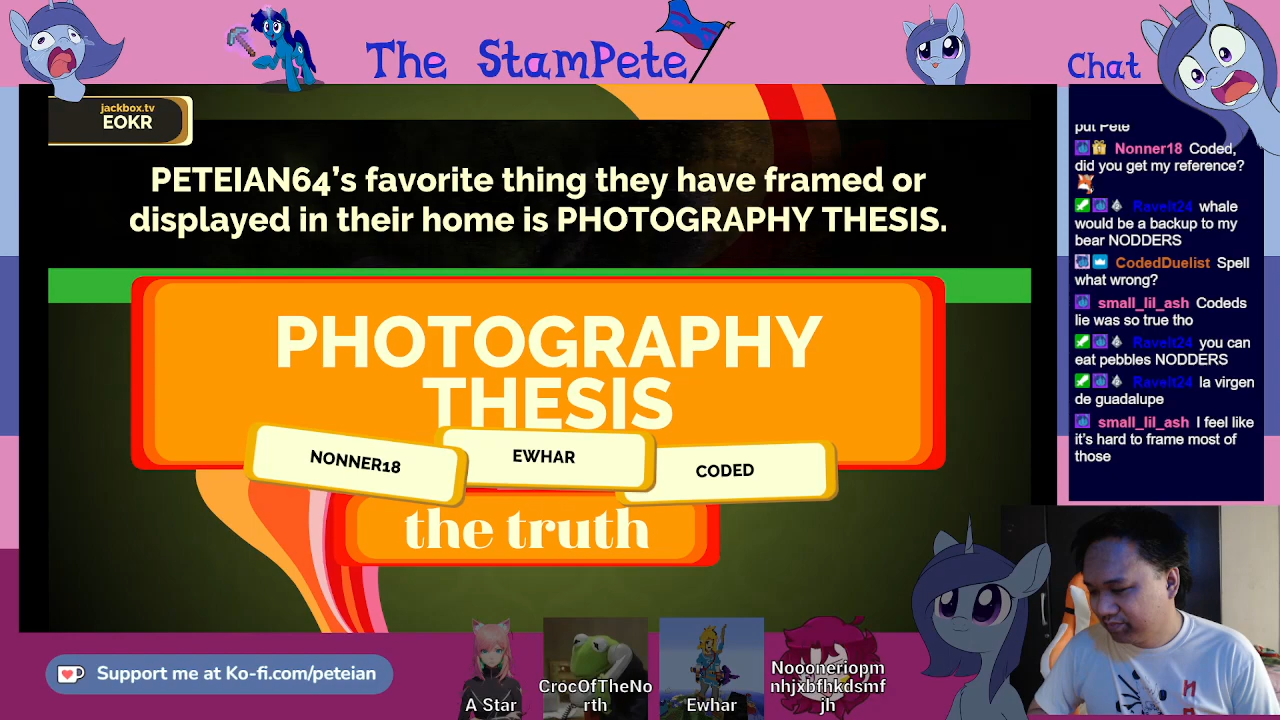 The StamPete
Chat
jackbox.tv
EOKR
PETEIAN64's favorite thing they have framed or
displayed in their home is PHOTOGRAPHY THESIS.
PHOTOGRAPHY
THESIS
NONNER18
EWHAR
CODED
the truth
put Pete
Nonner18 Coded,
did you get my reference?
RaveIt24 whale
would be a backup to my
bear NODDERS
CodedDuelist Spell
what wrong?
small_lil_ash Codeds
lie was so true tho
RaveIt24 you can
eat pebbles NODDERS
RaveIt24 la virgen
de guadalupe
small_lil_ash I feel like
it's hard to frame most of
those
Support me at Ko-fi.com/peteian
A Star
CrocOfTheNo
rth
Ewhar
Noooneriopm
nhjxbfhkdsmf
jh